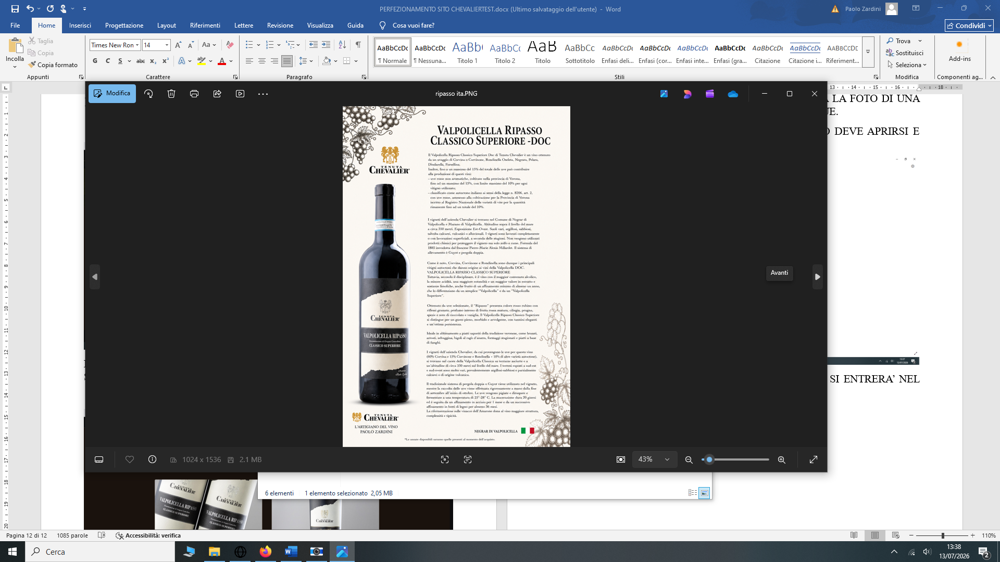 PERFEZIONAMENTO SITO CHEVALIERTEST.docx (Ultimo salvataggio dell'utente) - Word
Paolo Zardini
File Home Inserisci Progettazione Layout Riferimenti Lettere Revisione Visualizza Guida Cosa vuoi fare?
Condividi
Incolla
Taglia
Copia
Copia formato
Appunti
Times New Ron 14
G C S abc x₂ x²
Carattere
Paragrafo
AaBbCcDc AaBbCcDc AaBb( AaBbCc AaB AaBbCc AaBbCcDc AaBbCcDc AaBbCcDc AaBbCcDc AaBbCcDc AaBbCcDc AABBCCDE
¶ Normale ¶ Nessuna... Titolo 1 Titolo 2 Titolo Sottotitolo Enfasi deli... Enfasi (cor... Enfasi inte... Enfasi (gra... Citazione Citazione i... Riferiment...
Stili
Trova
Sostituisci
Seleziona
Modifica
Add-ins
Componenti ag...
Modifica
ripasso ita.PNG
VALPOLICELLA RIPASSO
CLASSICO SUPERIORE -DOC
TENUTA
CHEVALIER®
Il Valpolicella Ripasso Classico Superiore Doc di Tenuta Chevalier è un vino ottenuto
da un uvaggio di Corvina o Corvinone, Rondinella Oseleta, Negrara, Pelara,
Dindarella, Forsellina.
Inoltre, fino a un massimo del 15% del totale delle uve può contribuire
alla produzione di questi vini:
– uve rosse non aromatiche, coltivate nella provincia di Verona,
fino ad un massimo del 15%, con limite massimo del 10% per ogni
vitigno utilizzato;
– classificato come autoctono italiano ai sensi della legge n. 8206, art. 2,
con uve rosse, ammesso alla coltivazione per la Provincia di Verona
iscritto al Registro Nazionale delle varietà di vite per la quantità
rimanente fino ad un totale del 10%.
I vigneti dell'azienda Chevalier si trovano nel Comune di Negrar di
Valpolicella e Marano di Valpolicella. Altitudine sopra il livello del mare
a circa 350 metri. Esposizione Est-Ovest. Suoli vari, argillosi, sabbiosi,
talvolta calcarei, vulcanici o alluvionali. I vigneti sono lavorati completamente
o con lavorazioni superficiali, a seconda delle stagioni. Non vengono utilizzati
prodotti chimici per proteggere il vigneto ma solo zolfo e rame. Formula del
1885 introdotta dal francese Pierre-Marie Alexis Millardet. Il sistema di
allevamento è Guyot e pergola doppia.
Come è noto, Corvina, Corvinone e Rondinella sono dunque i principali
vitigni autoctoni che danno origine ai vini della Valpolicella DOC.
VALPOLICELLA RIPASSO CLASSICO SUPERIORE
Tuttavia, secondo il disciplinare, è il vino con il maggior contenuto alcolico,
la minore acidità, una maggiore rotondità e un maggior valore in estratto e
sostanze fenoliche, anche frutto di un affinamento minimo di almeno un anno,
che lo differenziano da un semplice "Valpolicella" e da un "Valpolicella
Superiore".
Ottenuto da uve selezionate, il "Ripasso" presenta colore rosso rubino con
riflessi granato; profumo intenso di frutta rossa matura, ciliegia, prugna,
spezie e note di cioccolato e vaniglia. Il Valpolicella Ripasso Classico Superiore
si distingue per un gusto pieno, morbido e avvolgente, con tannini eleganti
e un'ottima persistenza.
Ideale in abbinamento a piatti saporiti della tradizione veronese, come brasati,
arrosti, selvaggina, bigoli al ragù d'anatra, formaggi stagionati e piatti a base
di funghi.
I vigneti dell'azienda Chevalier, da cui provengono le uve per questo vino
(60% Corvina e 15% Corvinone e Rondinella + 10% di altre varietà autoctone),
si trovano nel cuore della Valpolicella Classica su terrazze asciutte e a
un'altitudine di circa 350 metri sul livello del mare. I terreni esposti a sud-est
e sud-ovest sono molto vari, prevalentemente argillosi-sabbiosi e parzialmente
calcarei o di origine vulcanica.
Il tradizionale sistema di pergola doppia o Guyot viene utilizzato nel vigneto,
mentre la raccolta delle uve viene effettuata rigorosamente a mano dalla fine
di settembre all'inizio di ottobre. Le uve vengono pigiate e diraspate e
fermentate a una temperatura di 25°-28° C. La macerazione dura 20 giorni
ed è seguita da un affinamento in acciaio per 1 mese e da un successivo
affinamento in botti di legno per almeno 36 mesi.
La rifermentazione sulle vinacce dell'Amarone dona al vino maggiore struttura,
complessità e tipicità.
tenuta
CHEVALIER
VALPOLICELLA RIPASSO
Denominazione di Origine Controllata
CLASSICO SUPERIORE
TENUTA
CHEVALIER®
L'ARTIGIANO DEL VINO
PAOLO ZARDINI
NEGRAR DI VALPOLICELLA
*Le annate disponibili saranno quelle presenti al momento dell'acquisto.
Avanti
1024 x 1536 2.1 MB
43%
LA FOTO DI UNA
UE.
O DEVE APRIRSI E
13:37
13/07/2026
SI ENTRERA' NEL
6 elementi 1 elemento selezionato 2,05 MB
CHEVALIER
VALPOLICELLA RIPASSO
CLASSICO SUPERIORE
tenuta
CHEVALIER
VALPOLICELLA RIPASSO
CLASSICO SUPERIORE
CHEVALIER
Pagina 12 di 12 1085 parole Accessibilità: verifica
110%
Cerca
13:38
13/07/2026
2